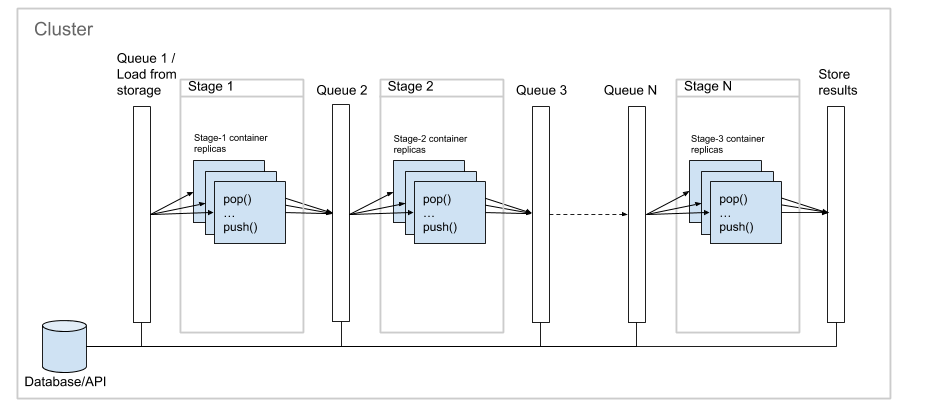 Cluster
Queue 1 /
Load from
storage
Stage 1
Queue 2
Stage 2
Queue 3
Queue N
Stage N
Store
results
Stage-1 container
replicas
pop()
...
push()
Stage-2 container
replicas
pop()
...
push()
Stage-3 container
replicas
pop()
...
push()
Database/API